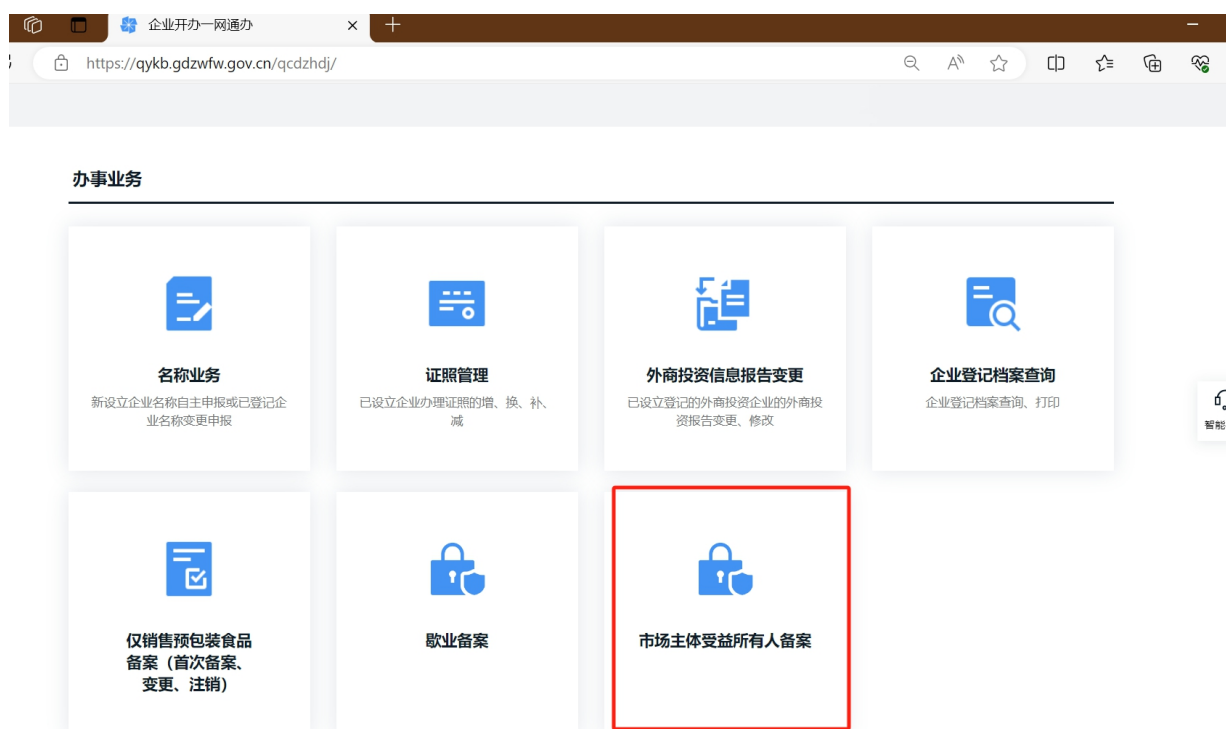 企业开办一网通办
https://qykb.gdzwfw.gov.cn/qcdzhdj/
办事业务
名称业务
新设立企业名称自主申报或已登记企
业名称变更申报
证照管理
已设立企业办理证照的增、换、补、
减
外商投资信息报告变更
已设立登记的外商投资企业的外商投
资报告变更、修改
企业登记档案查询
企业登记档案查询、打印
智能
仅销售预包装食品
备案（首次备案、
变更、注销）
歇业备案
市场主体受益所有人备案